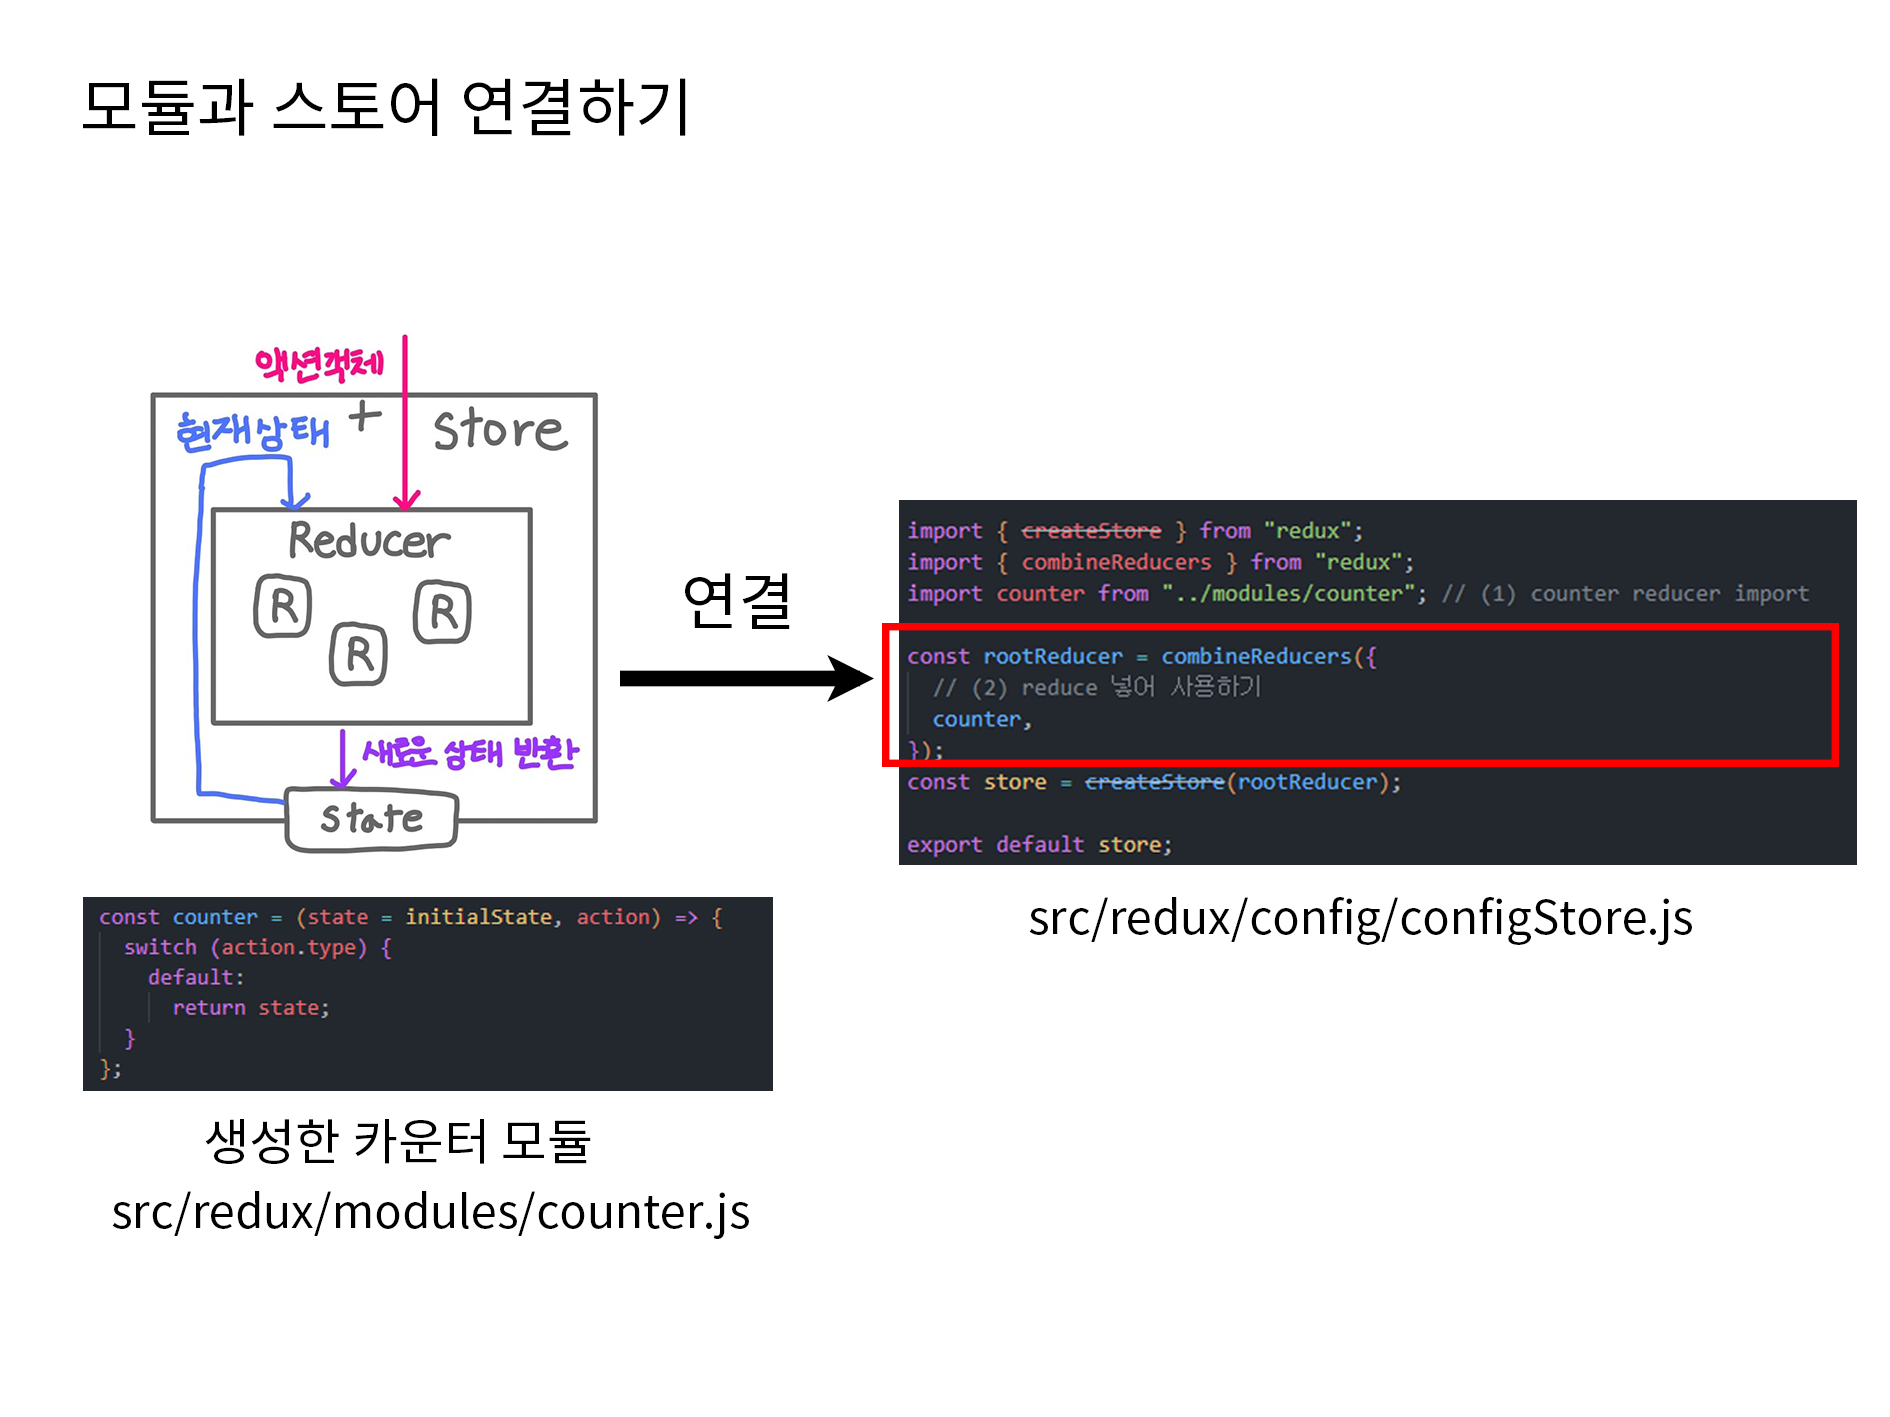 모듈과 스토어 연결하기
액션객체
현재상태 + Store
Reducer
R
R
R
새로운 상태 반환
state
const counter = (state = initialState, action) => {
switch (action.type) {
default:
return state;
}
};
생성한 카운터 모듈
src/redux/modules/counter.js
연결
import { createStore } from "redux";
import { combineReducers } from "redux";
import counter from "../modules/counter"; // (1) counter reducer import
const rootReducer = combineReducers({
// (2) reduce 넣어 사용하기
counter,
});
const store = createStore(rootReducer);
export default store;
src/redux/config/configStore.js